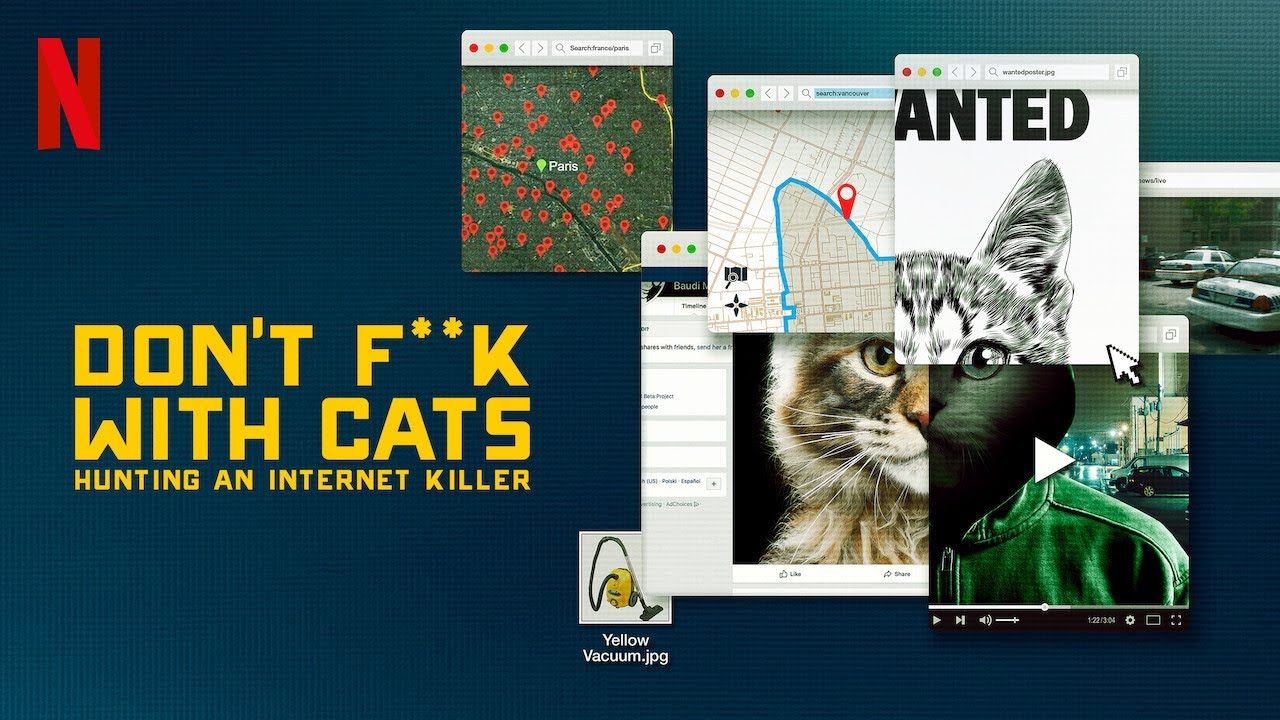 N
DON'T F**K
WITH CATS
HUNTING AN INTERNET KILLER
Search:france/paris
Paris
search:vancouver
wantedposter.jpg
WANTED
news/live
Baudi M
Timeline
shares with friends, send her a fr
Beta Project
people
(US) · Polski · Español
+
AdChoices
Like
Share
1:22/3:04
Yellow
Vacuum.jpg